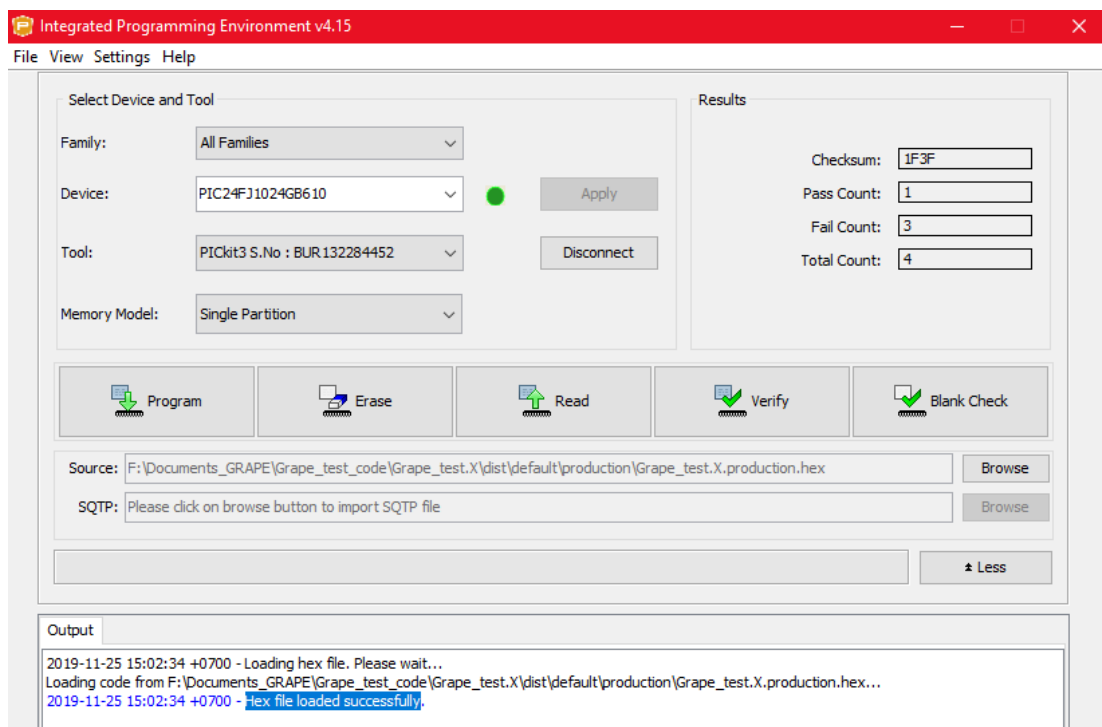 Integrated Programming Environment v4.15
File View Settings Help
Select Device and Tool
Family: All Families
Device: PIC24FJ1024GB610 Apply
Tool: PICkit3 S.No : BUR132284452 Disconnect
Memory Model: Single Partition
Results
Checksum: 1F3F
Pass Count: 1
Fail Count: 3
Total Count: 4
Program Erase Read Verify Blank Check
Source: F:\Documents_GRAPE\Grape_test_code\Grape_test.X\dist\default\production\Grape_test.X.production.hex Browse
SQTP: Please click on browse button to import SQTP file Browse
Less
Output
2019-11-25 15:02:34 +0700 - Loading hex file. Please wait...
Loading code from F:\Documents_GRAPE\Grape_test_code\Grape_test.X\dist\default\production\Grape_test.X.production.hex...
2019-11-25 15:02:34 +0700 - Hex file loaded successfully.